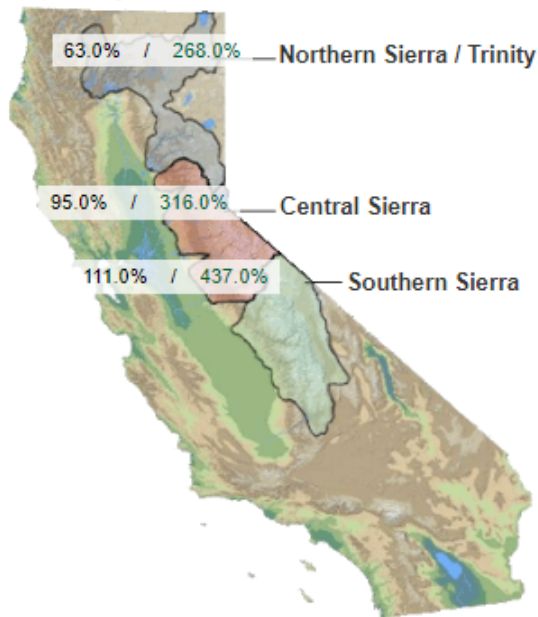 63.0% / 268.0% Northern Sierra / Trinity
95.0% / 316.0% Central Sierra
111.0% / 437.0% Southern Sierra